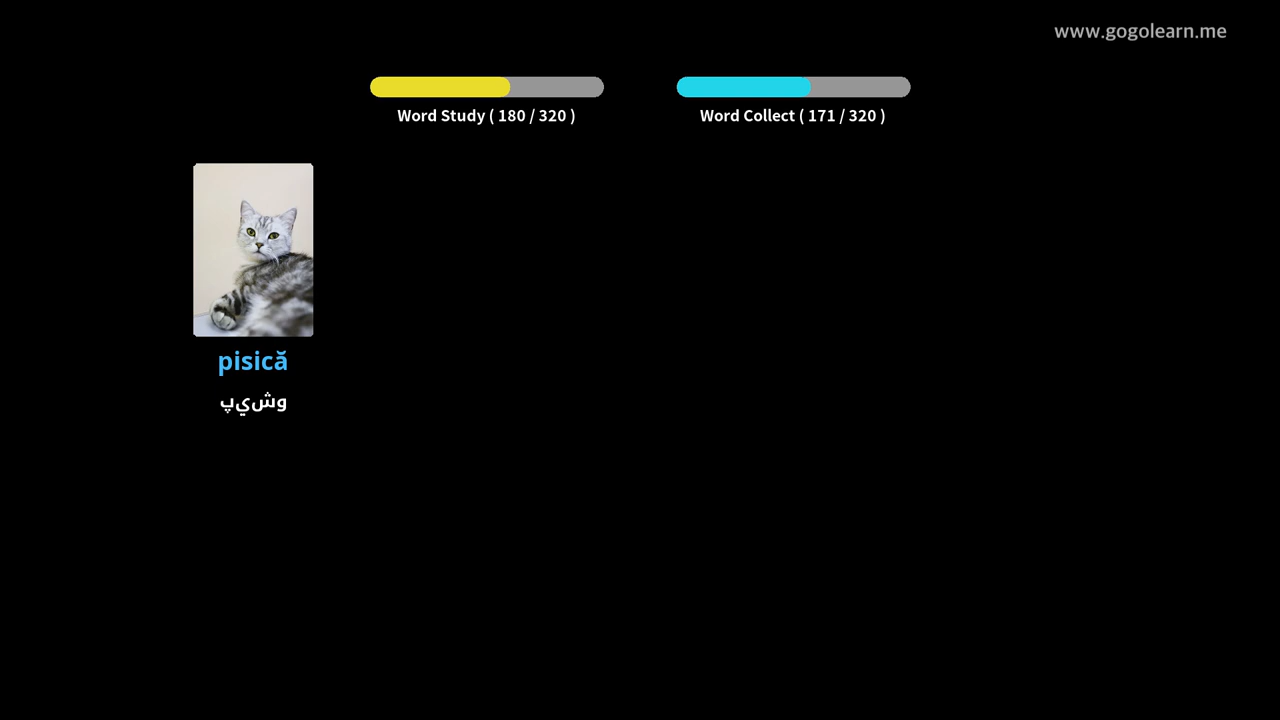 www.gogolearn.me
Word Study ( 180 / 320 )
Word Collect ( 171 / 320 )
pisică
وشيپ